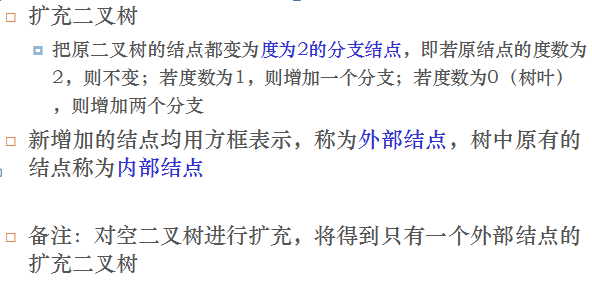 扩充二叉树
把原二叉树的结点都变为度为2的分支结点，即若原结点的度数为
2，则不变；若度数为1，则增加一个分支；若度数为0（树叶）
，则增加两个分支
新增加的结点均用方框表示，称为外部结点，树中原有的
结点称为内部结点
备注：对空二叉树进行扩充，将得到只有一个外部结点的
扩充二叉树